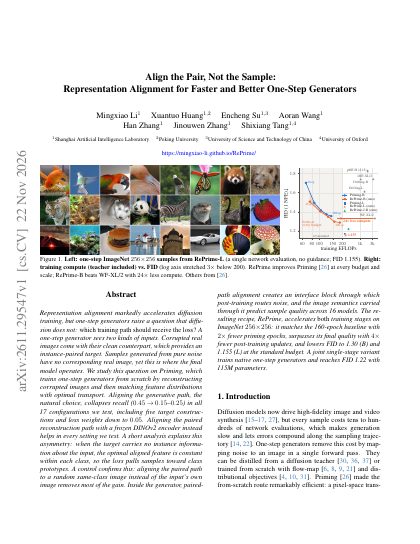 Align the Pair, Not the Sample:
Representation Alignment for Faster and Better One-Step Generators
Mingxiao Li¹ Xuantuo Huang¹,² Encheng Su¹,³ Aoran Wang¹
Han Zhang¹ Jinouwen Zhang¹ Shixiang Tang¹,⁴
¹Shanghai Artificial Intelligence Laboratory ²Peking University ³Technical University of Munich ⁴University of Oxford
https://mingxiao-li.github.io/RePrime/
arXiv:2611.29547v1 [cs.CV] 22 Nov 2026
Figure 1. Left: one-step ImageNet 256×256 samples from RePrime-L (a single network evaluation, no guidance; FID 1.155). Right:
training compute (teacher included) vs. FID (log axis stretched 3× below 200). RePrime improves Priming [26] at every budget and
scale; RePrime-B beats WF-XL/2 with 24× less compute. Others from [26].
Abstract
Representation alignment markedly accelerates diffusion
training, but one-step generators raise a question that dif-
fusion does not: which training path should receive the loss? A
one-step generator sees two kinds of inputs. Corrupted real
images come with their clean counterpart, which provides an
instance-paired target. Samples generated from pure noise
have no corresponding real image, yet this is where the final
model operates. We study this question on Priming, which
trains one-step generators from scratch by reconstructing
corrupted images and then matching feature distributions
with optimal transport. Aligning the generative path, the
natural choice, collapses recall (0.45 → 0.15–0.25) in all
17 configurations we test, including five target construc-
tions and loss weights down to 0.05. Aligning the paired
reconstruction path with a frozen DINOv2 encoder instead
helps in every setting we test. A short analysis explains this
asymmetry: when the target carries no instance informa-
tion about the input, the optimal aligned feature is constant
within each class, so the loss pulls samples toward class
prototypes. A control confirms this: aligning the paired path
to a random same-class image instead of the input's own
image removes most of the gain. Inside the generator, paired-
path alignment creates an interface block through which
post-training routes most, and the image semantics carried
through it predict sample quality across 16 models. The re-
sulting recipe, RePrime, accelerates both training stages on
ImageNet 256×256: it matches the 160-epoch baseline with
2× fewer priming epochs, surpasses its final quality with 4×
fewer post-training updates, and lowers FID to 1.30 (B) and
1.155 (L) at the standard budget. A joint single-stage variant
trains native one-step generators and reaches FID 1.22 with
115M parameters.
1. Introduction
Diffusion models now drive high-fidelity image and video
synthesis [15–17, 27], but every sample costs tens to hun-
dreds of network evaluations, which makes generation
slow and lets errors compound along the sampling trajec-
tory [14, 22]. One-step generators remove this cost by map-
ping noise to an image in a single forward pass. They
can be distilled from a diffusion teacher [30, 36, 37] or
trained from scratch with flow-map [6, 8, 9, 21] and dis-
tributional objectives [4, 10, 31]. Priming [26] made the
from-scratch route remarkably efficient: a pixel-space trans-